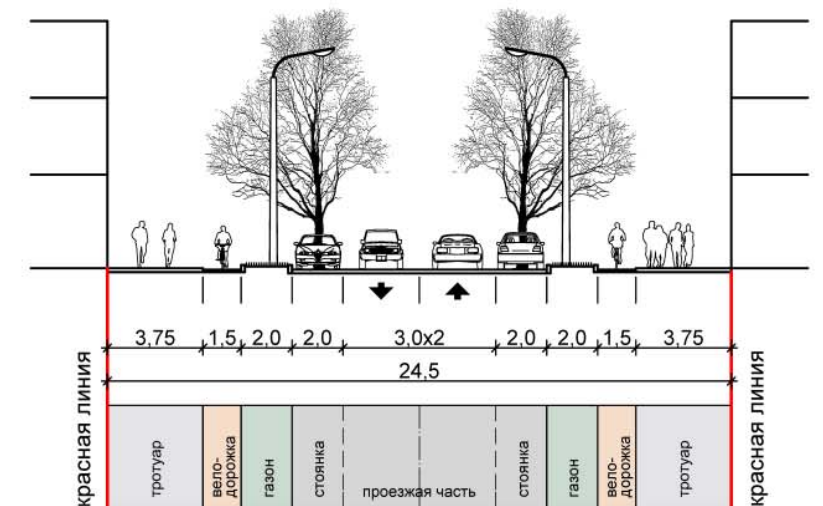 3,75 1,5 2,0 2,0 3,0x2 2,0 2,0 1,5 3,75
24,5
красная линия
тротуар
вело-
дорожка
газон
стоянка
проезжая часть
стоянка
газон
вело-
дорожка
тротуар
красная линия